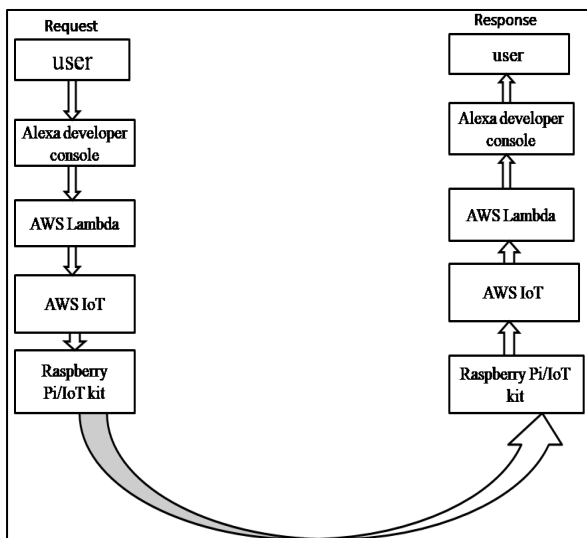 Request
user
Alexa developer
console
AWS Lambda
AWS IoT
Raspberry
Pi/IoT kit
Response
user
Alexa developer
console
AWS Lambda
AWS IoT
Raspberry Pi/IoT
kit